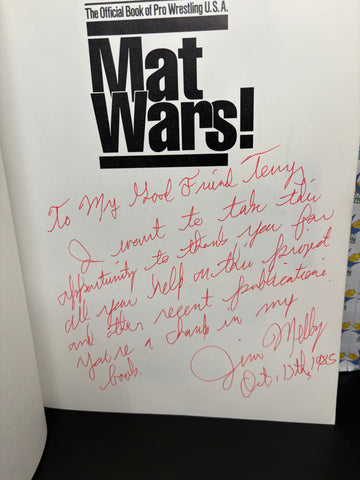 The Official Book of Pro Wrestling U.S.A.
Mat
Wars!
To My Good Friend Terry,
I want to take this
opportunity to thank you for
all your help on this project
and other recent publications.
You're a champ in my
book.
Jim Melby
Oct, 13th, 1985